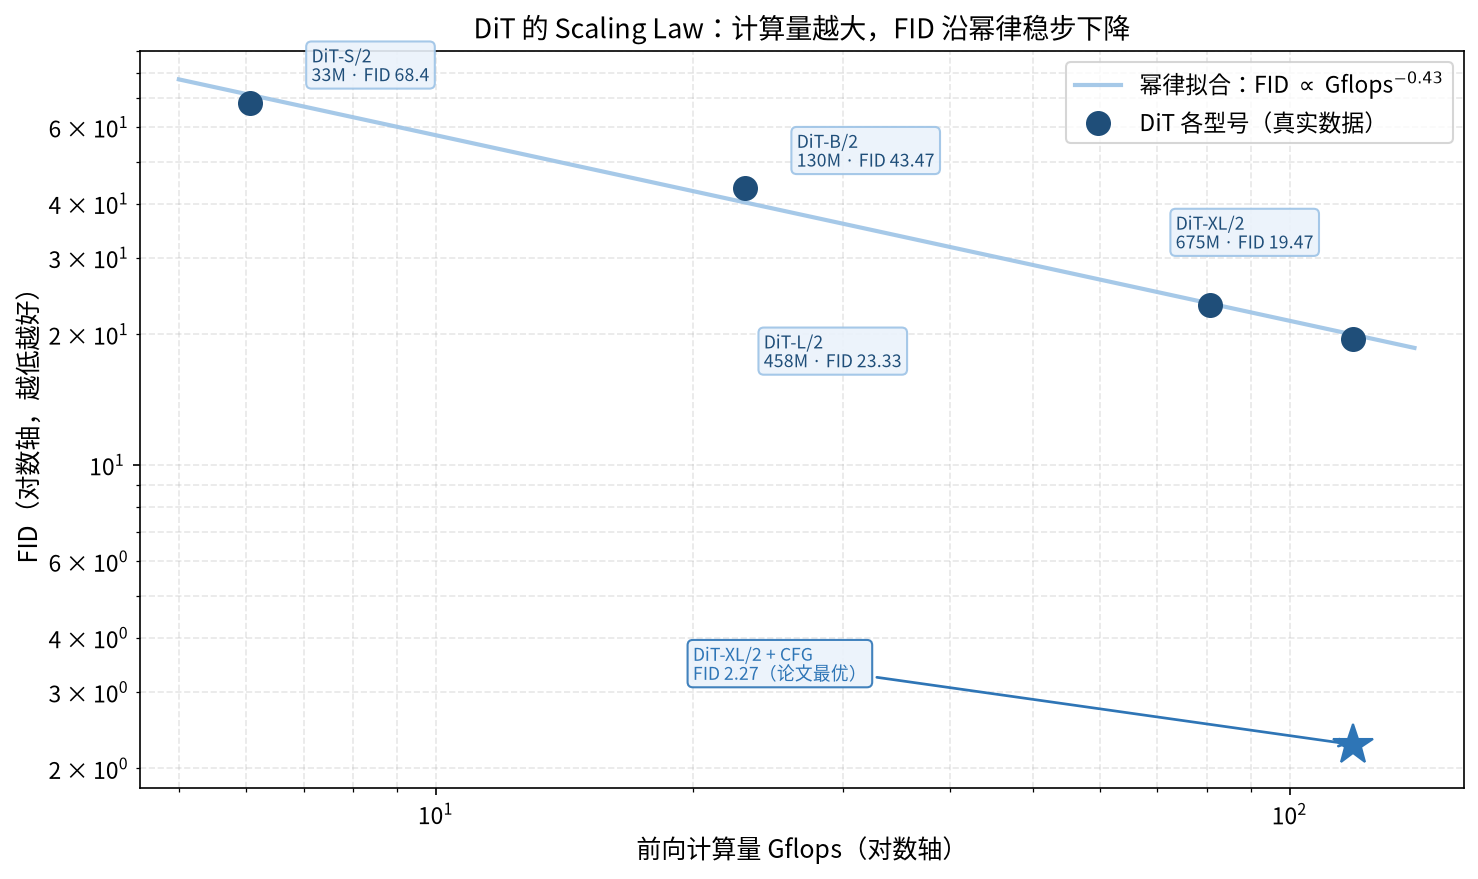 DiT 的 Scaling Law：计算量越大，FID 沿幂律稳步下降
幂律拟合：FID ∝ Gflops⁻⁰·⁴³
DiT 各型号（真实数据）
DiT-S/2
33M · FID 68.4
DiT-B/2
130M · FID 43.47
DiT-XL/2
675M · FID 19.47
DiT-L/2
458M · FID 23.33
DiT-XL/2 + CFG
FID 2.27（论文最优）
FID（对数轴，越低越好）
6 × 10¹
4 × 10¹
3 × 10¹
2 × 10¹
10¹
6 × 10⁰
4 × 10⁰
3 × 10⁰
2 × 10⁰
10¹
10²
前向计算量 Gflops（对数轴）